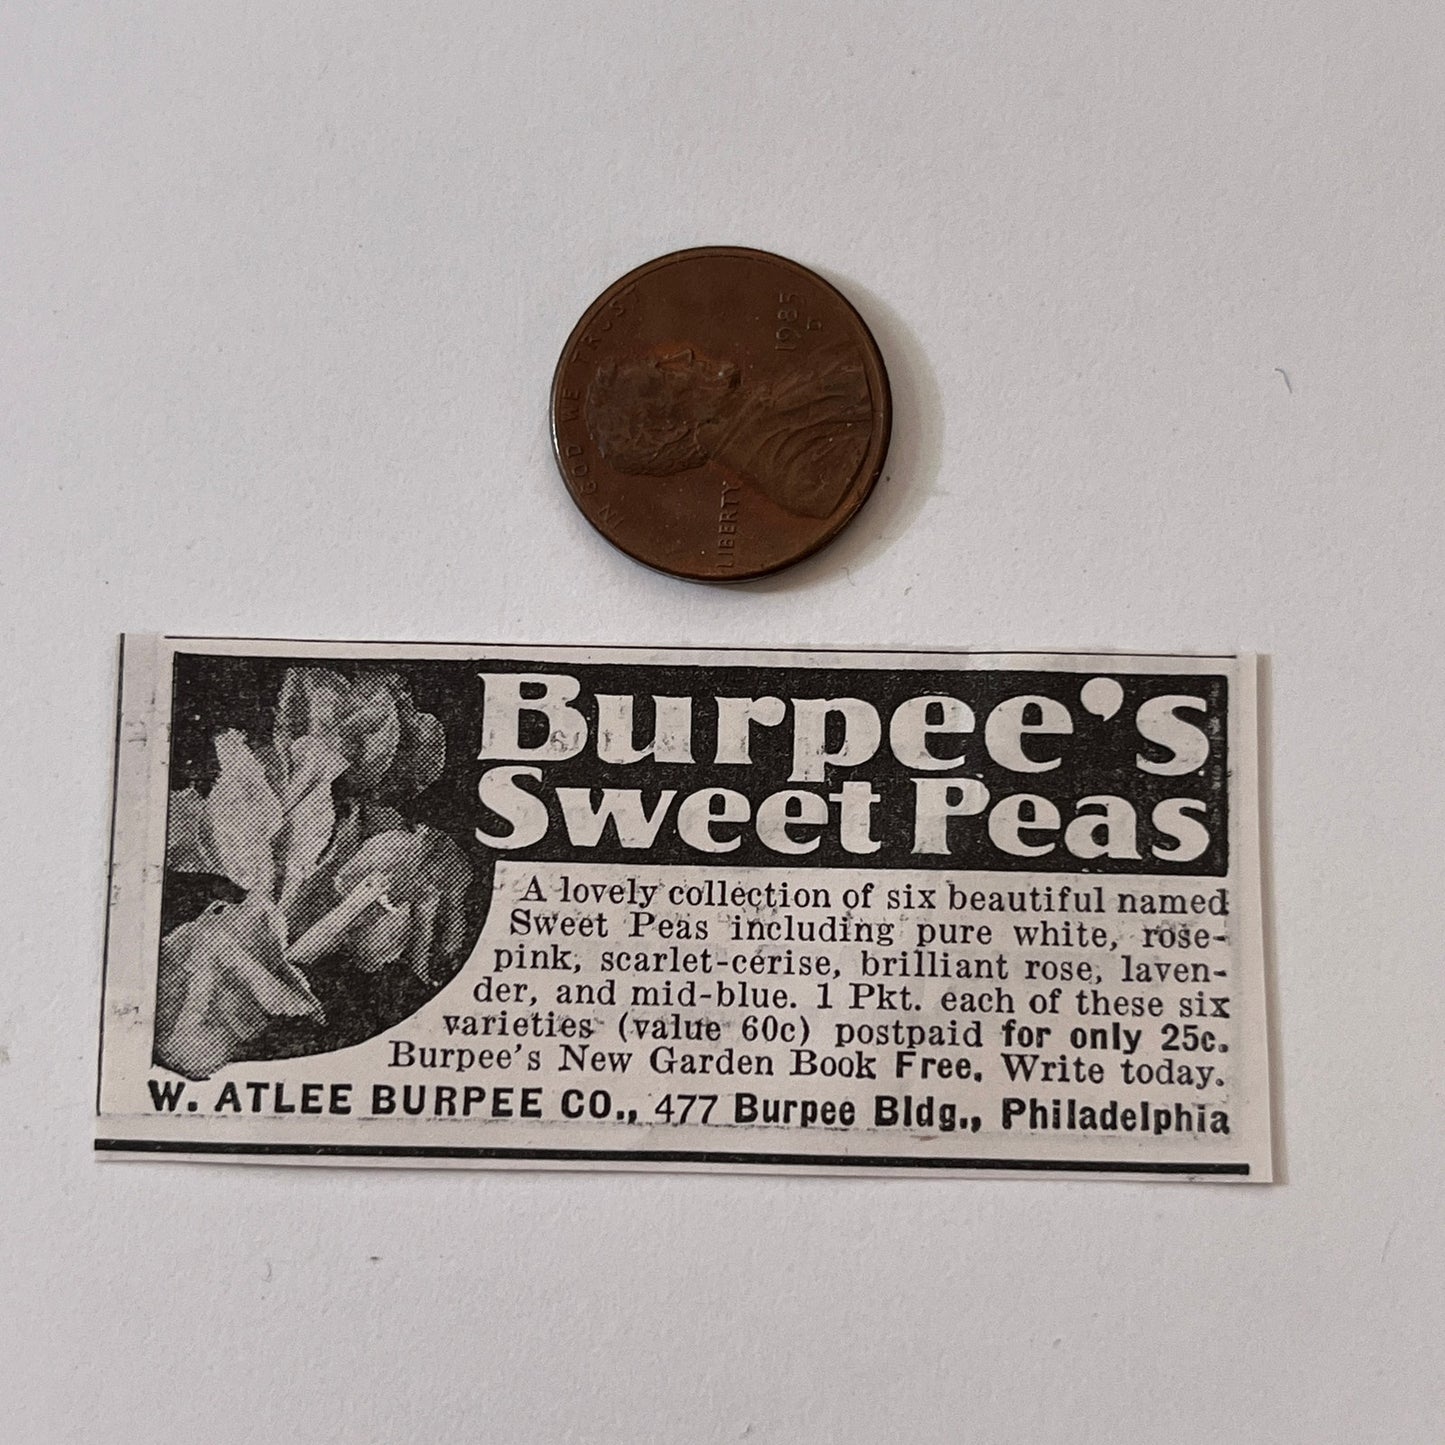 IN GOD WE TRUST
LIBERTY
1985
D
Burpee's
Sweet Peas
A lovely collection of six beautiful named
Sweet Peas including pure white, rose-
pink, scarlet-cerise, brilliant rose, laven-
der, and mid-blue. 1 Pkt. each of these six
varieties (value 60c) postpaid for only 25c.
Burpee's New Garden Book Free. Write today.
W. ATLEE BURPEE CO., 477 Burpee Bldg., Philadelphia